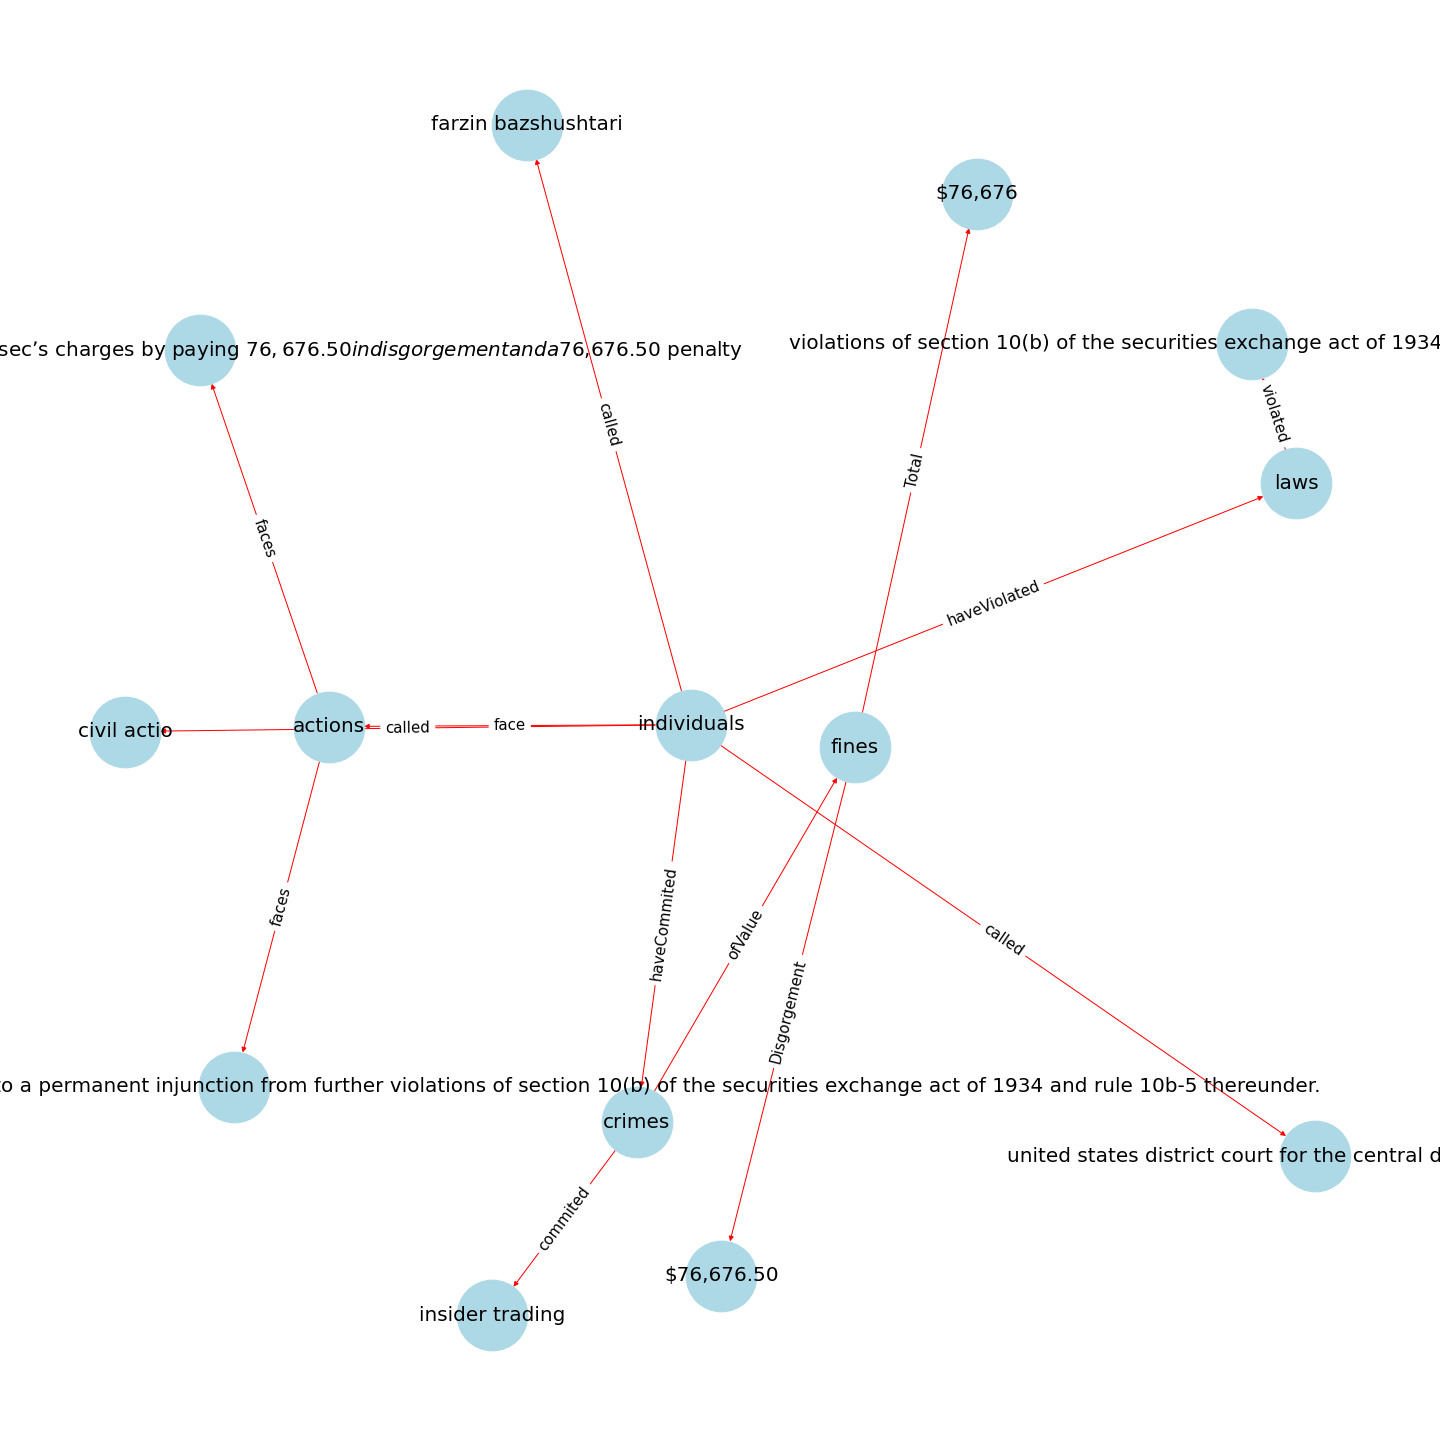 farzin bazshushtari
$76,676
violations of section 10(b) of the securities exchange act of 1934
sec’s charges by paying 76,676.50indisgorgementanda76,676.50 penalty
violated
called
Total
laws
faces
haveViolated
individuals
actions
face
called
civil actio
fines
faces
haveCommited
ofValue
called
Disgorgement
to a permanent injunction from further violations of section 10(b) of the securities exchange act of 1934 and rule 10b-5 thereunder.
crimes
united states district court for the central d
commited
$76,676.50
insider trading